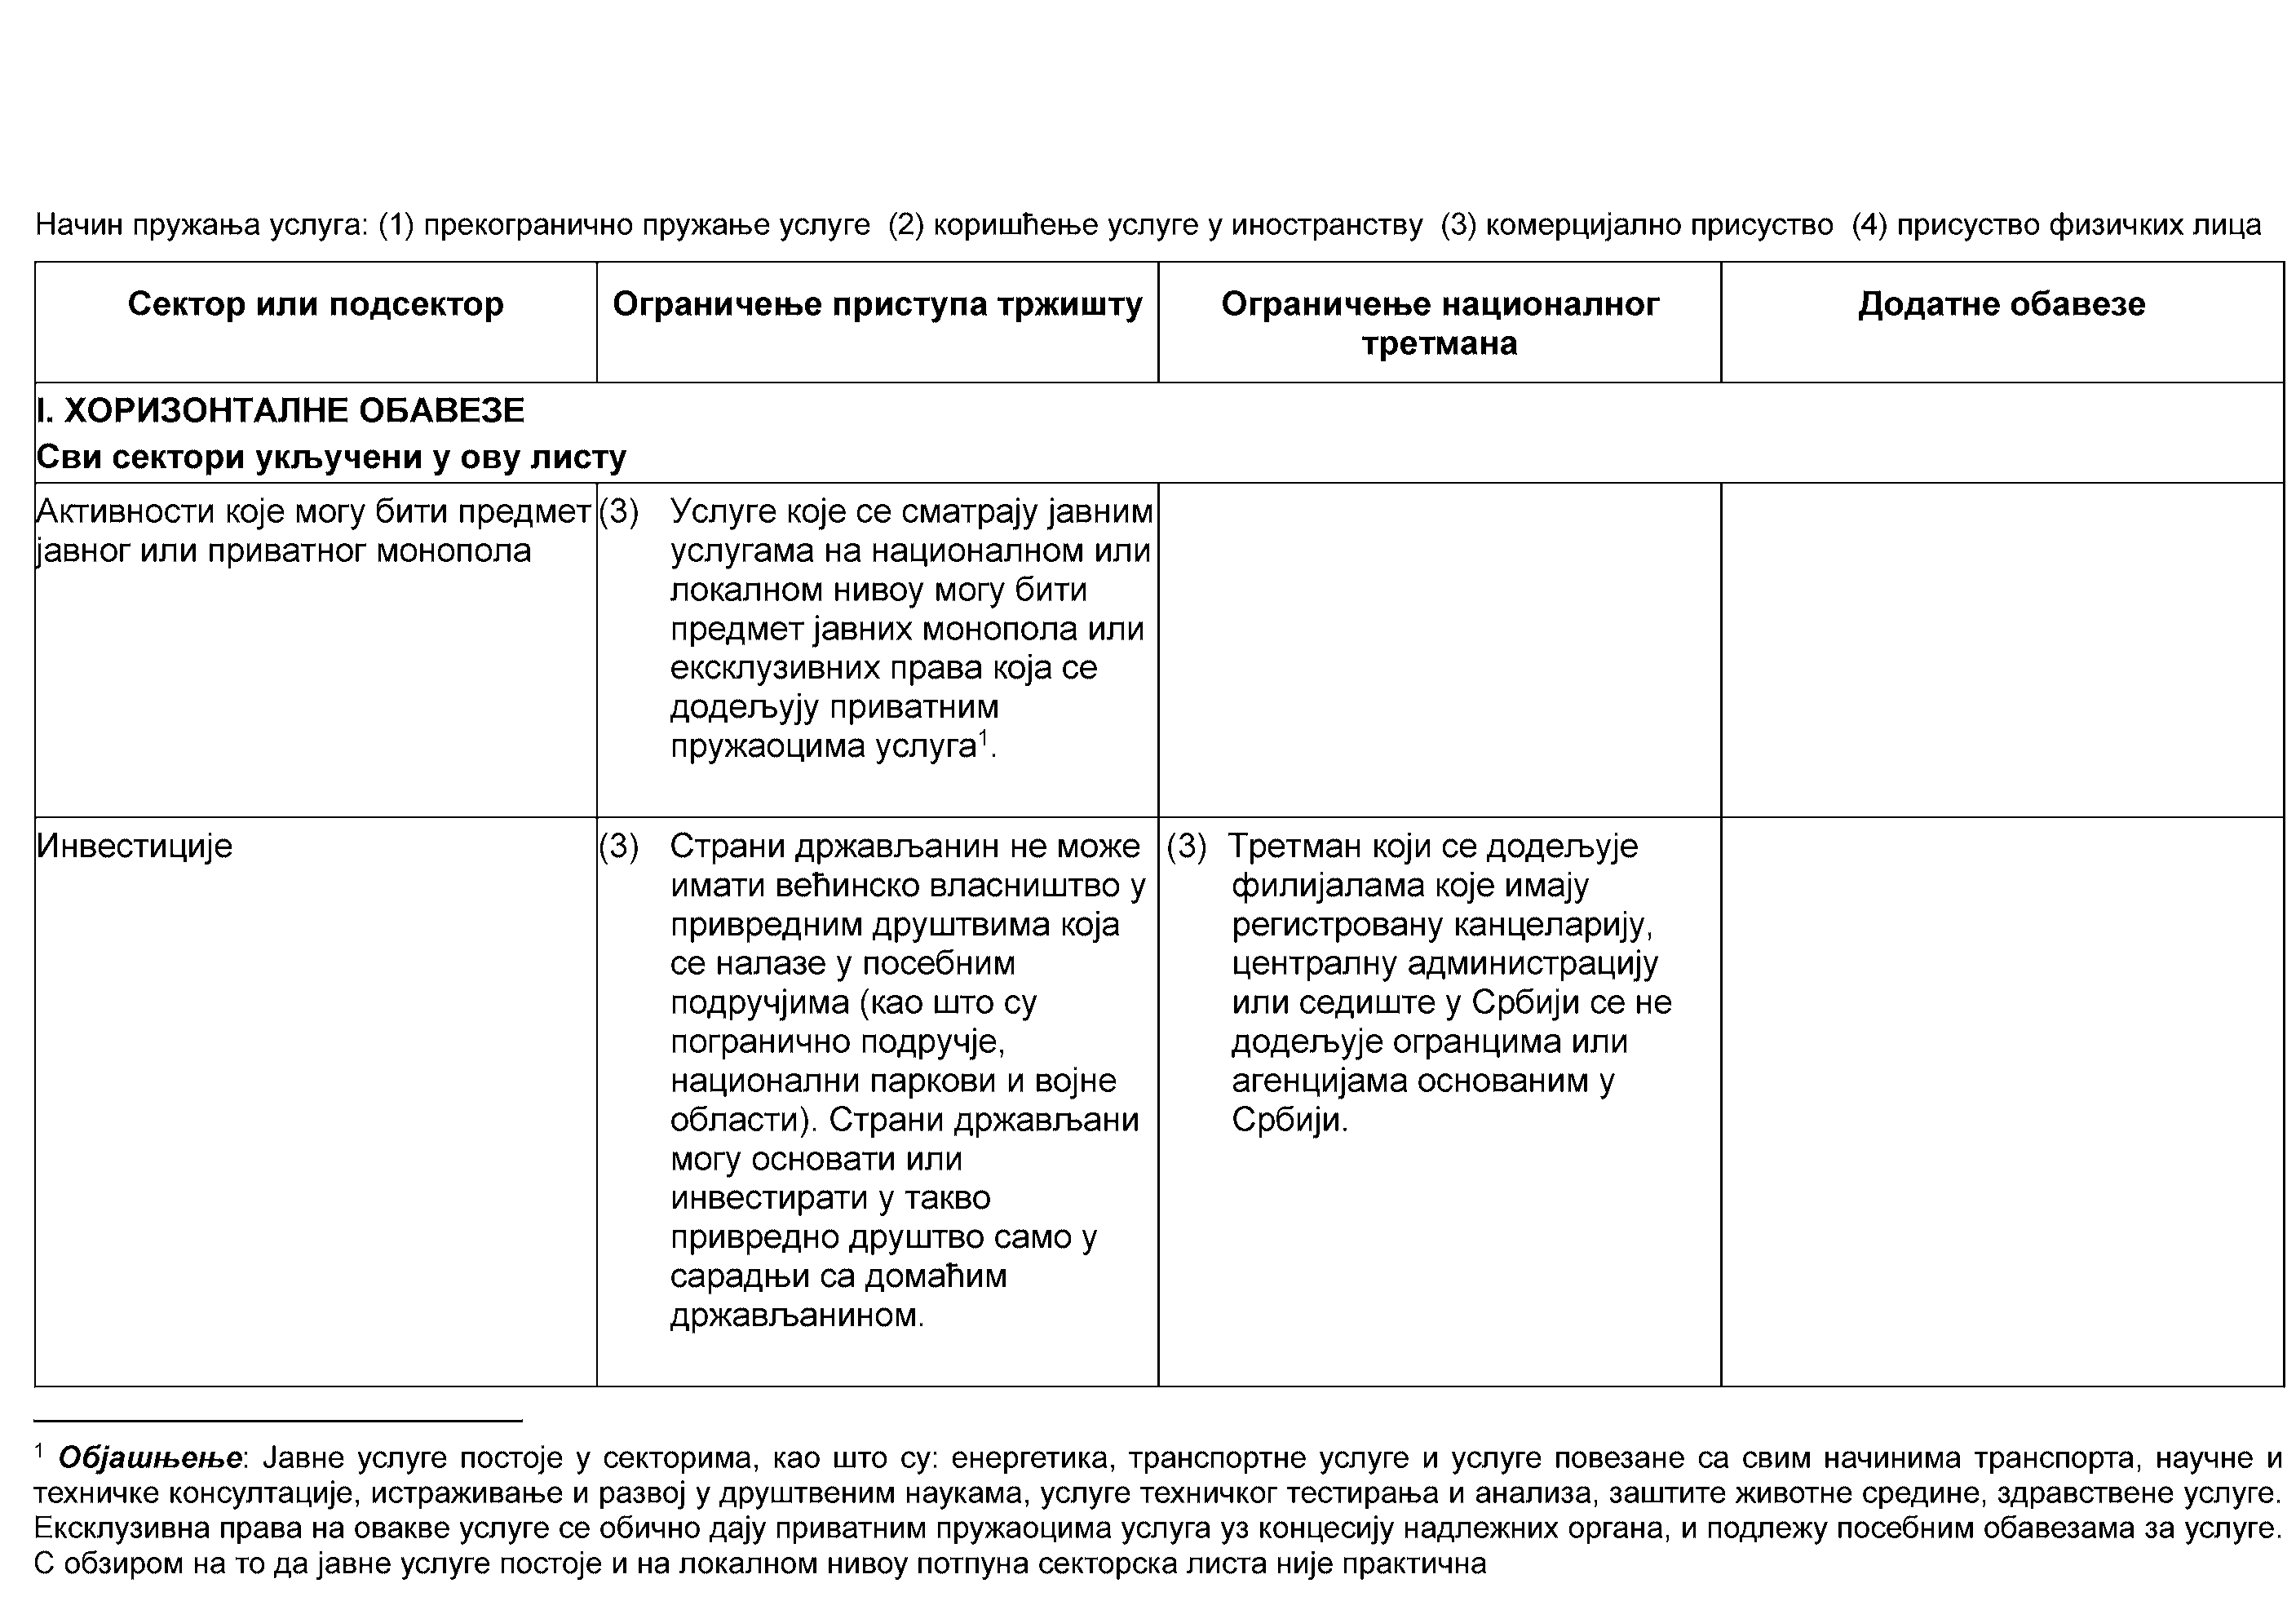 Начин пружања услуга: (1) прекогранично пружање услуге (2) коришћење услуге у иностранству (3) комерцијално присуство (4) присуство физичких лица
Сектор или подсектор
Ограничење приступа тржишту
Ограничење националног
третмана
Додатне обавезе
I. ХОРИЗОНТАЛНЕ ОБАВЕЗЕ
Сви сектори укључени у ову листу
Активности које могу бити предмет
јавног или приватног монопола
(3) Услуге које се сматрају јавним
услугама на националном или
локалном нивоу могу бити
предмет јавних монопола или
ексклузивних права која се
додељују приватним
пружаоцима услуга¹.
Инвестиције
(3) Страни држављанин не може
имати већинско власништво у
привредним друштвима која
се налазе у посебним
подручјима (као што су
погранично подручје,
национални паркови и војне
области). Страни држављани
могу основати или
инвестирати у такво
привредно друштво само у
сарадњи са домаћим
држављанином.
(3) Третман који се додељује
филијалама које имају
регистровану канцеларију,
централну администрацију
или седиште у Србији се не
додељује огранцима или
агенцијама основаним у
Србији.
¹ Објашњење: Јавне услуге постоје у секторима, као што су: енергетика, транспортне услуге и услуге повезане са свим начинима транспорта, научне и
техничке консултације, истраживање и развој у друштвеним наукама, услуге техничког тестирања и анализа, заштите животне средине, здравствене услуге.
Ексклузивна права на овакве услуге се обично дају приватним пружаоцима услуга уз концесију надлежних органа, и подлежу посебним обавезама за услуге.
С обзиром на то да јавне услуге постоје и на локалном нивоу потпуна секторска листа није практична